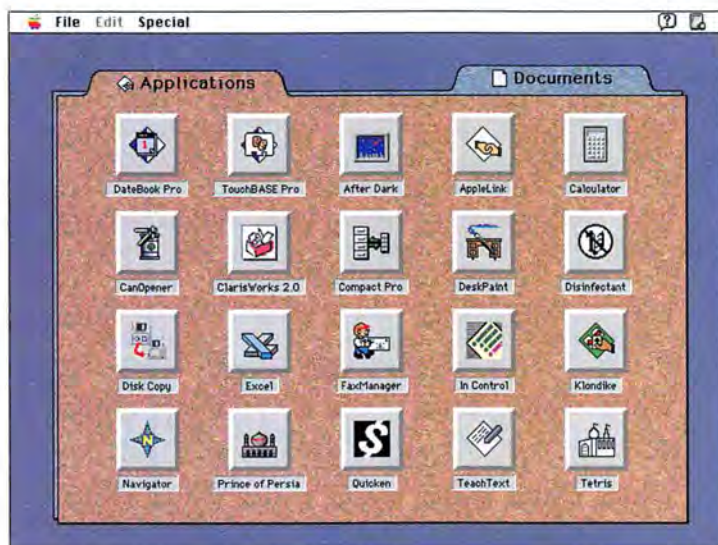 File Edit Special
Applications
Documents
DateBook Pro TouchBASE Pro After Dark AppleLink Calculator
CanOpener ClarisWorks 2.0 Compact Pro DeskPaint Disinfectant
Disk Copy Excel FaxManager In Control Klondike
Navigator Prince of Persia Quicken TeachText Tetris